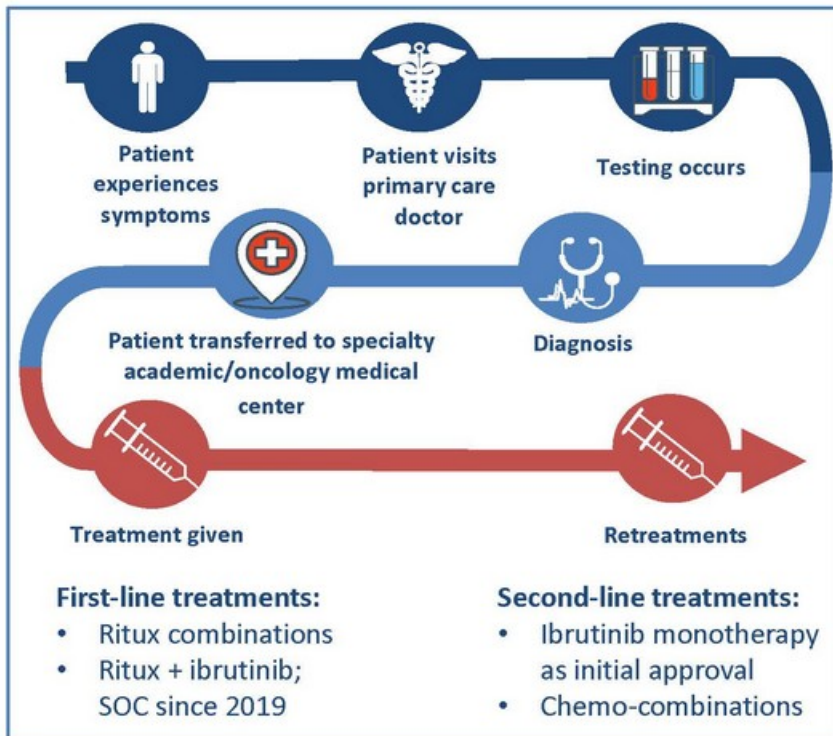 Patient
experiences
symptoms
Patient visits
primary care
doctor
Testing occurs
Diagnosis
Patient transferred to specialty
academic/oncology medical
center
Treatment given
Retreatments
First-line treatments:
• Ritux combinations
• Ritux + ibrutinib;
SOC since 2019
Second-line treatments:
• Ibrutinib monotherapy
as initial approval
• Chemo-combinations